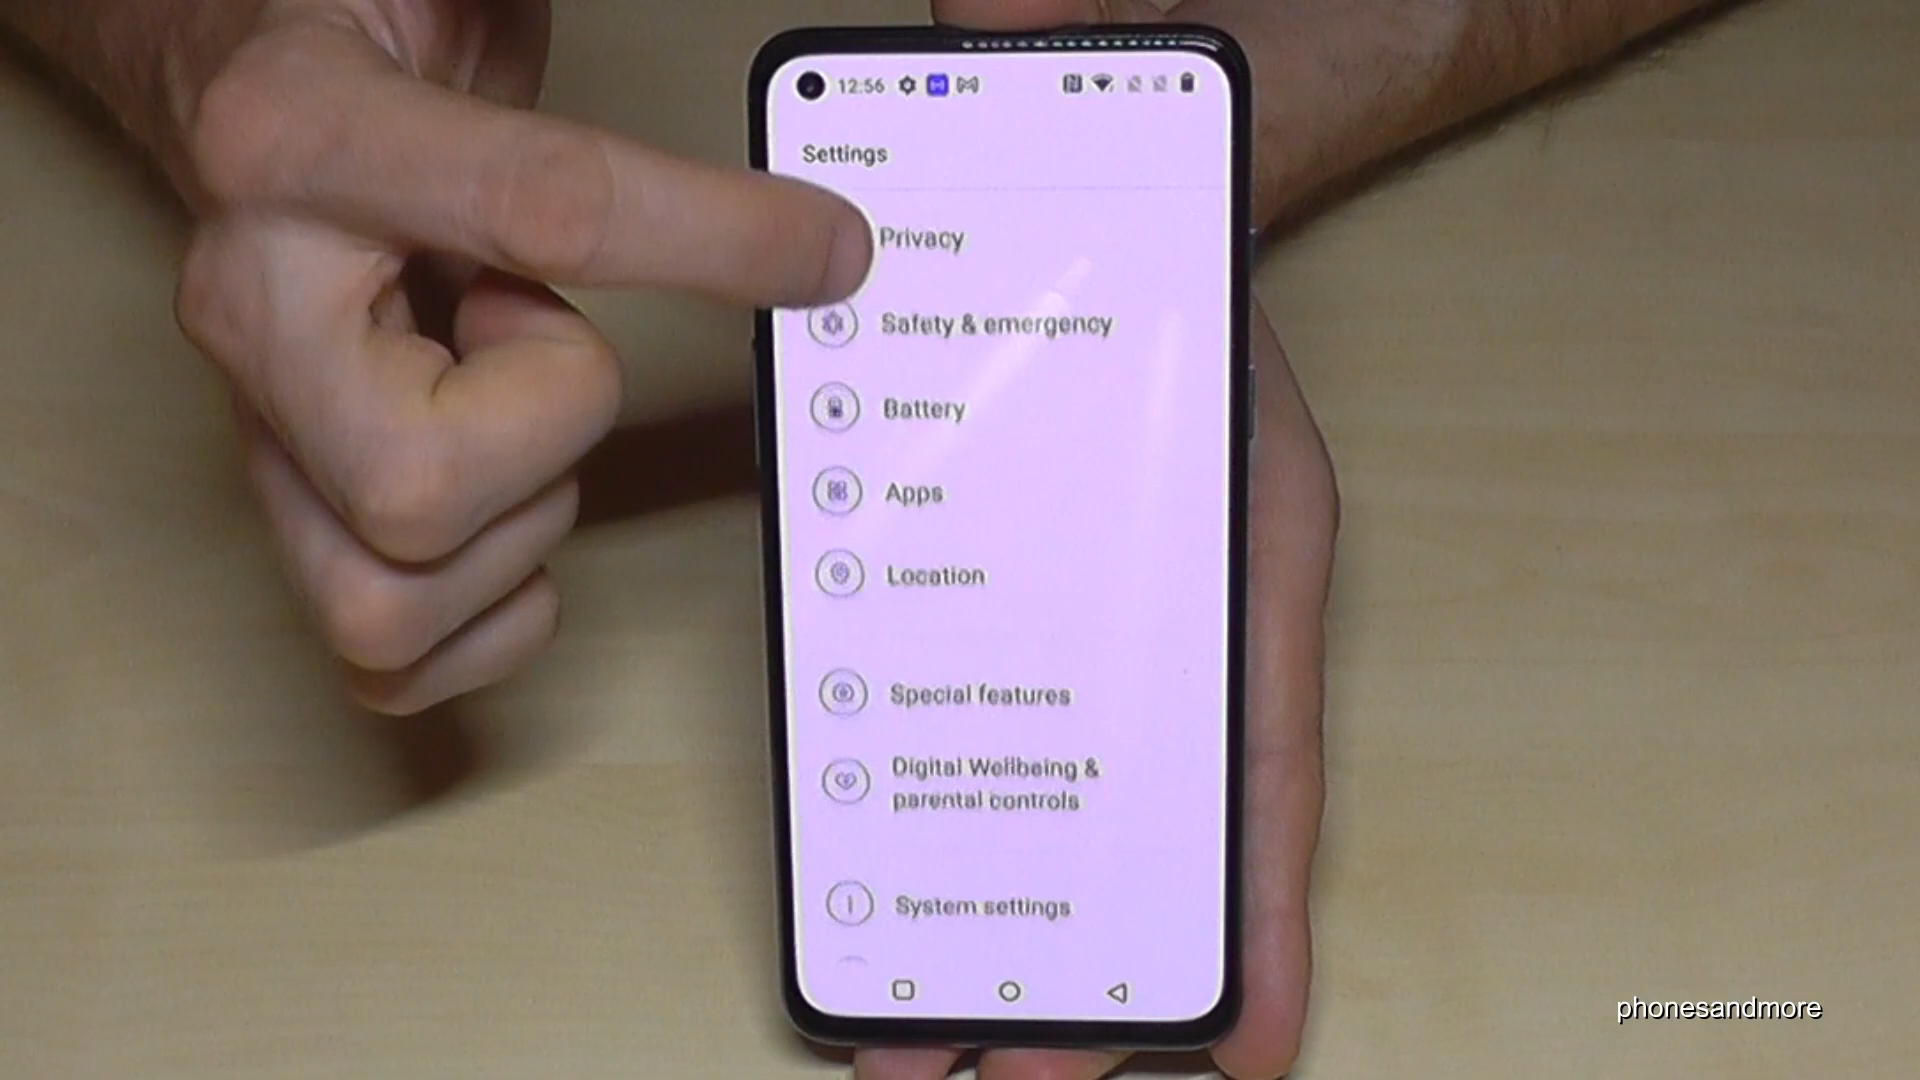 12:56
Settings
Privacy
Safety & emergency
Battery
Apps
Location
Special features
Digital Wellbeing &
parental controls
System settings
phonesandmore